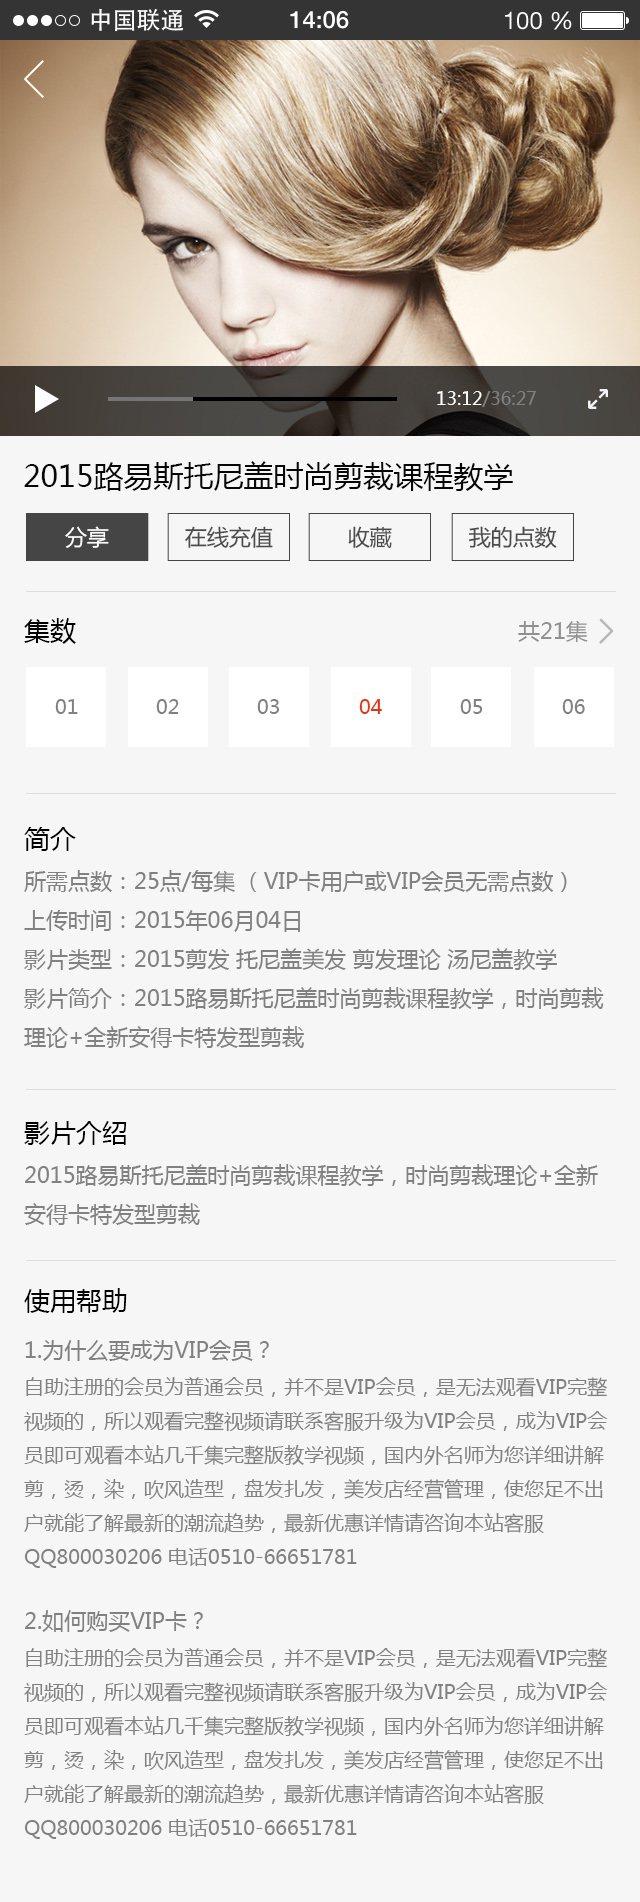 中国联通 14:06 100 %
13:12/36:27
2015路易斯托尼盖时尚剪裁课程教学
分享 在线充值 收藏 我的点数
集数 共21集
01 02 03 04 05 06
简介
所需点数：25点/每集（ VIP卡用户或VIP会员无需点数 ）
上传时间：2015年06月04日
影片类型：2015剪发 托尼盖美发 剪发理论 汤尼盖教学
影片简介：2015路易斯托尼盖时尚剪裁课程教学，时尚剪裁
理论+全新安得卡特发型剪裁
影片介绍
2015路易斯托尼盖时尚剪裁课程教学，时尚剪裁理论+全新
安得卡特发型剪裁
使用帮助
1.为什么要成为VIP会员？
自助注册的会员为普通会员，并不是VIP会员，是无法观看VIP完整
视频的，所以观看完整视频请联系客服升级为VIP会员，成为VIP会
员即可观看本站几千集完整版教学视频，国内外名师为您详细讲解
剪，烫，染，吹风造型，盘发扎发，美发店经营管理，使您足不出
户就能了解最新的潮流趋势，最新优惠详情请咨询本站客服
QQ800030206 电话0510-66651781
2.如何购买VIP卡？
自助注册的会员为普通会员，并不是VIP会员，是无法观看VIP完整
视频的，所以观看完整视频请联系客服升级为VIP会员，成为VIP会
员即可观看本站几千集完整版教学视频，国内外名师为您详细讲解
剪，烫，染，吹风造型，盘发扎发，美发店经营管理，使您足不出
户就能了解最新的潮流趋势，最新优惠详情请咨询本站客服
QQ800030206 电话0510-66651781